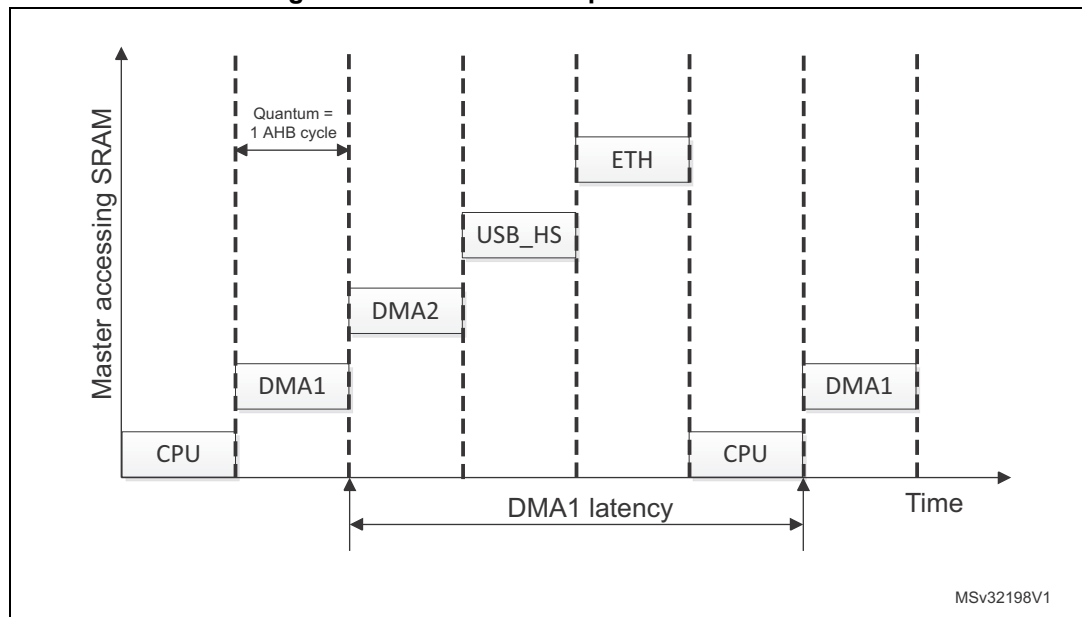 Quantum =
1 AHB cycle
Master accessing SRAM
ETH
USB_HS
DMA2
DMA1
DMA1
CPU
CPU
DMA1 latency
Time
MSv32198V1